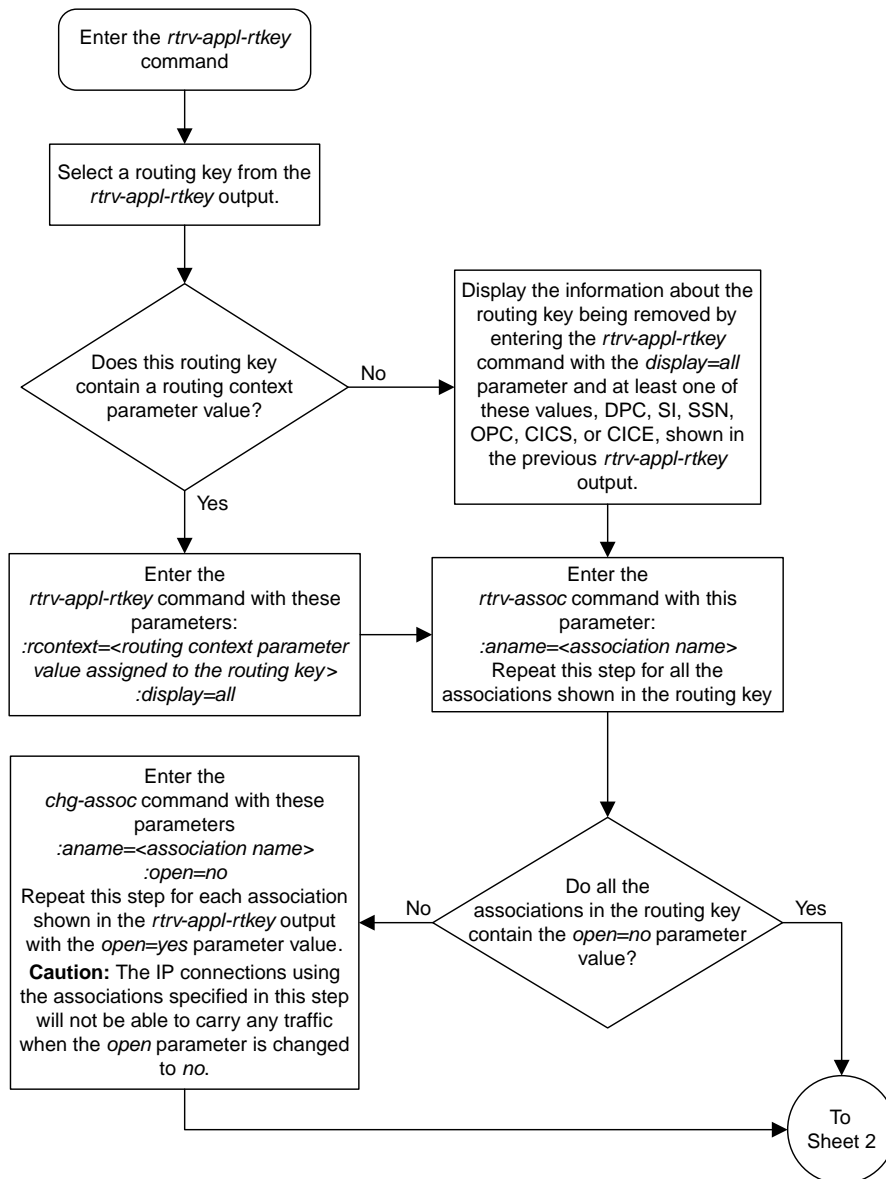 Enter the rtrv-appl-rtkey
command
Select a routing key from the
rtrv-appl-rtkey output.
Does this routing key
contain a routing context
parameter value?
No
Yes
Display the information about the
routing key being removed by
entering the rtrv-appl-rtkey
command with the display=all
parameter and at least one of
these values, DPC, SI, SSN,
OPC, CICS, or CICE, shown in
the previous rtrv-appl-rtkey
output.
Enter the
rtrv-appl-rtkey command with these
parameters:
:rcontext=<routing context parameter
value assigned to the routing key>
:display=all
Enter the
rtrv-assoc command with this
parameter:
:aname=<association name>
Repeat this step for all the
associations shown in the routing key
Do all the
associations in the routing key
contain the open=no parameter
value?
No
Yes
Enter the
chg-assoc command with these
parameters
:aname=<association name>
:open=no
Repeat this step for each association
shown in the rtrv-appl-rtkey output
with the open=yes parameter value.
Caution: The IP connections using
the associations specified in this step
will not be able to carry any traffic
when the open parameter is changed
to no.
To
Sheet 2